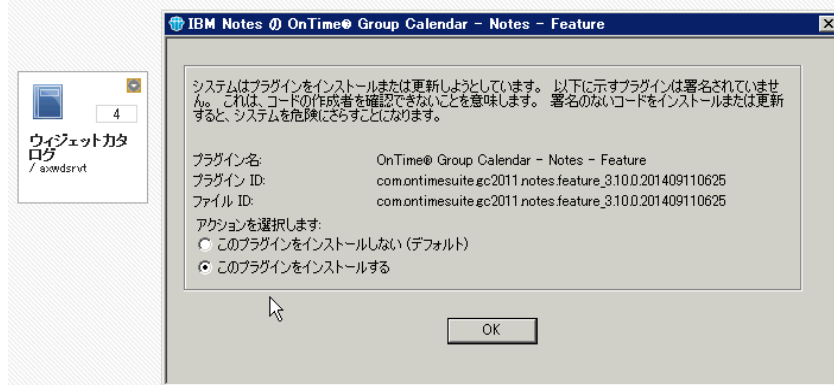 IBM Notes の OnTime® Group Calendar - Notes - Feature
システムはプラグインをインストールまたは更新しようとしています。 以下に示すプラグインは署名されていませ
ん。 これは、コードの作成者を確認できないことを意味します。 署名のないコードをインストールまたは更新
すると、システムを危険にさらすことになります。
4
ウィジェットカタ
ログ
/ axwdsrvt
プラグイン名: OnTime® Group Calendar - Notes - Feature
プラグイン ID: com.ontimesuite.gc2011.notes.feature_3.10.0.201409110625
ファイル ID: com.ontimesuite.gc2011.notes.feature_3.10.0.201409110625
アクションを選択します:
このプラグインをインストールしない (デフォルト)
このプラグインをインストールする
OK